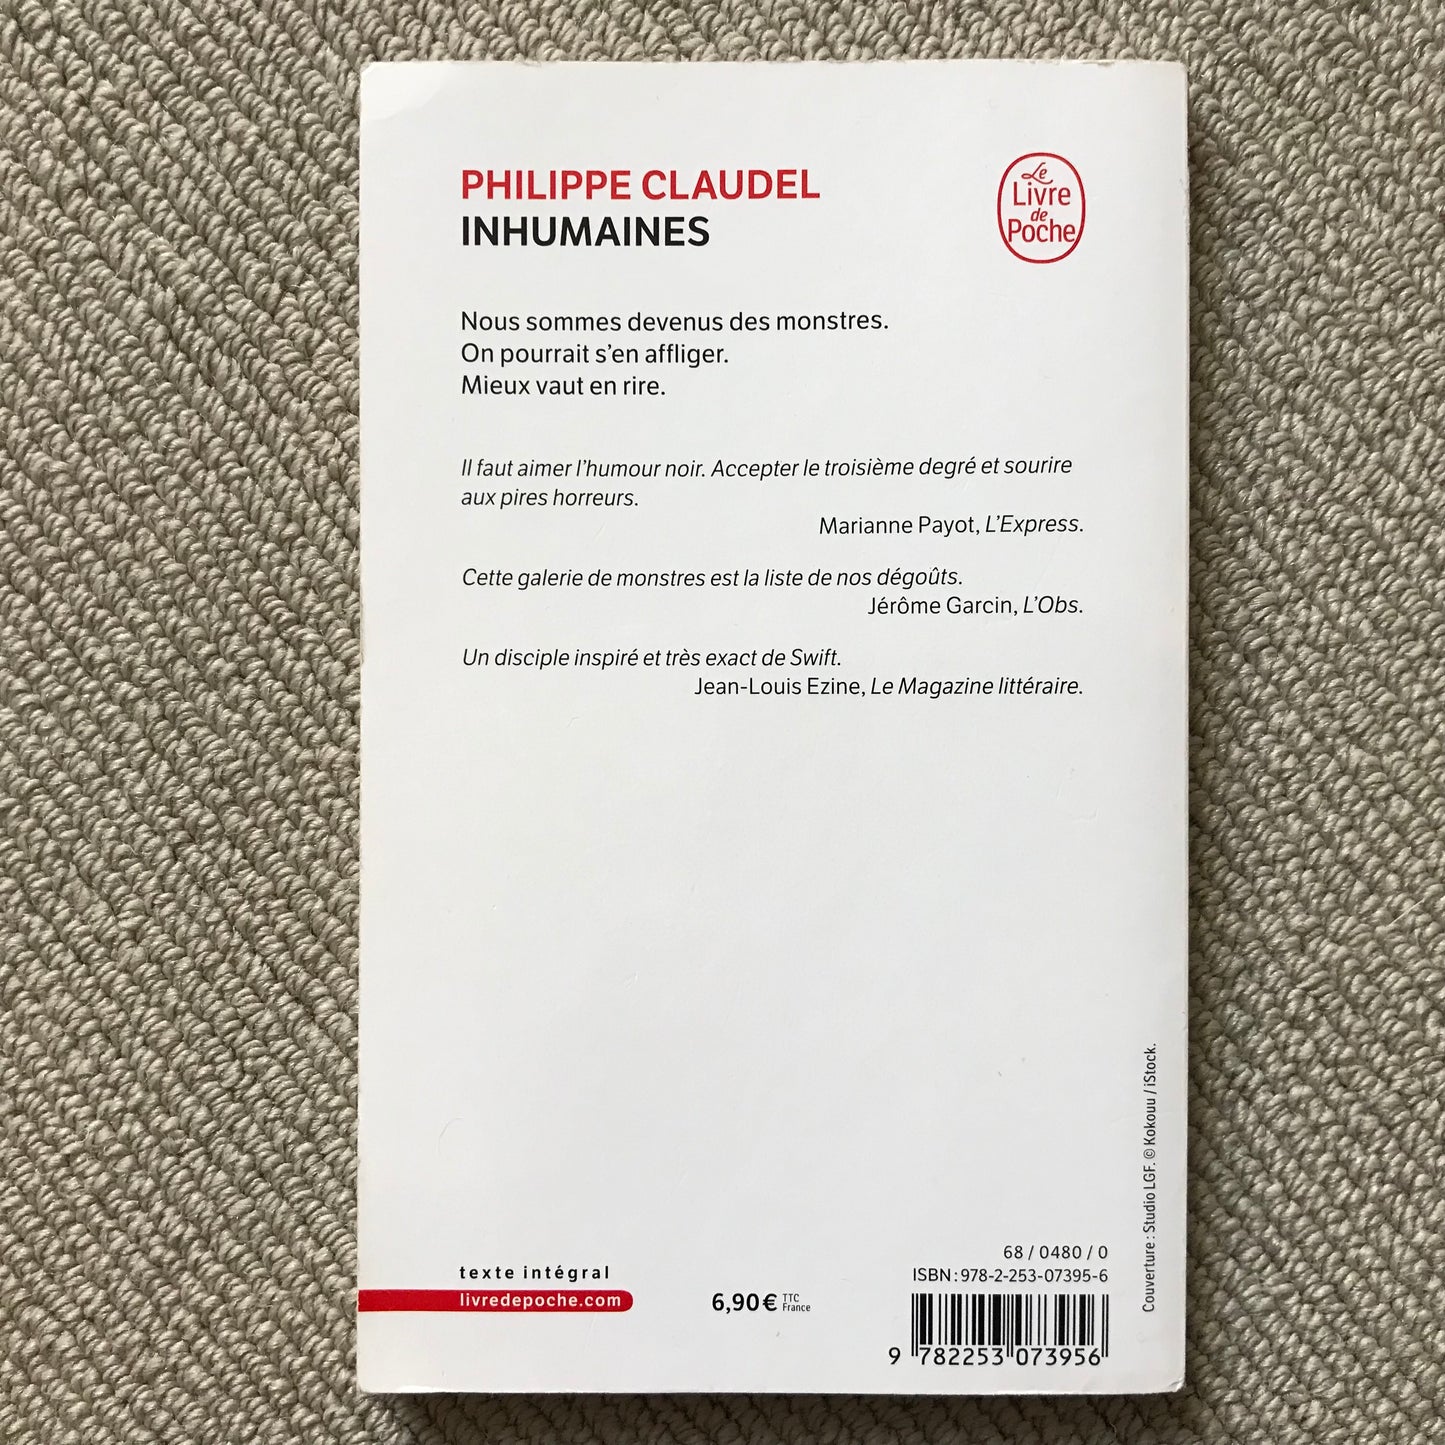 PHILIPPE CLAUDEL
INHUMAINES
Le
Livre
de
Poche
Nous sommes devenus des monstres.
On pourrait s'en affliger.
Mieux vaut en rire.
Il faut aimer l'humour noir. Accepter le troisième degré et sourire
aux pires horreurs.
Marianne Payot, L'Express.
Cette galerie de monstres est la liste de nos dégoûts.
Jérôme Garcin, L'Obs.
Un disciple inspiré et très exact de Swift.
Jean-Louis Ezine, Le Magazine littéraire.
Couverture : Studio LGF. © Kokouu / iStock.
texte intégral
livredepoche.com
6,90 € TTC
France
68 / 0480 / 0
ISBN : 978-2-253-07395-6
9 782253 073956